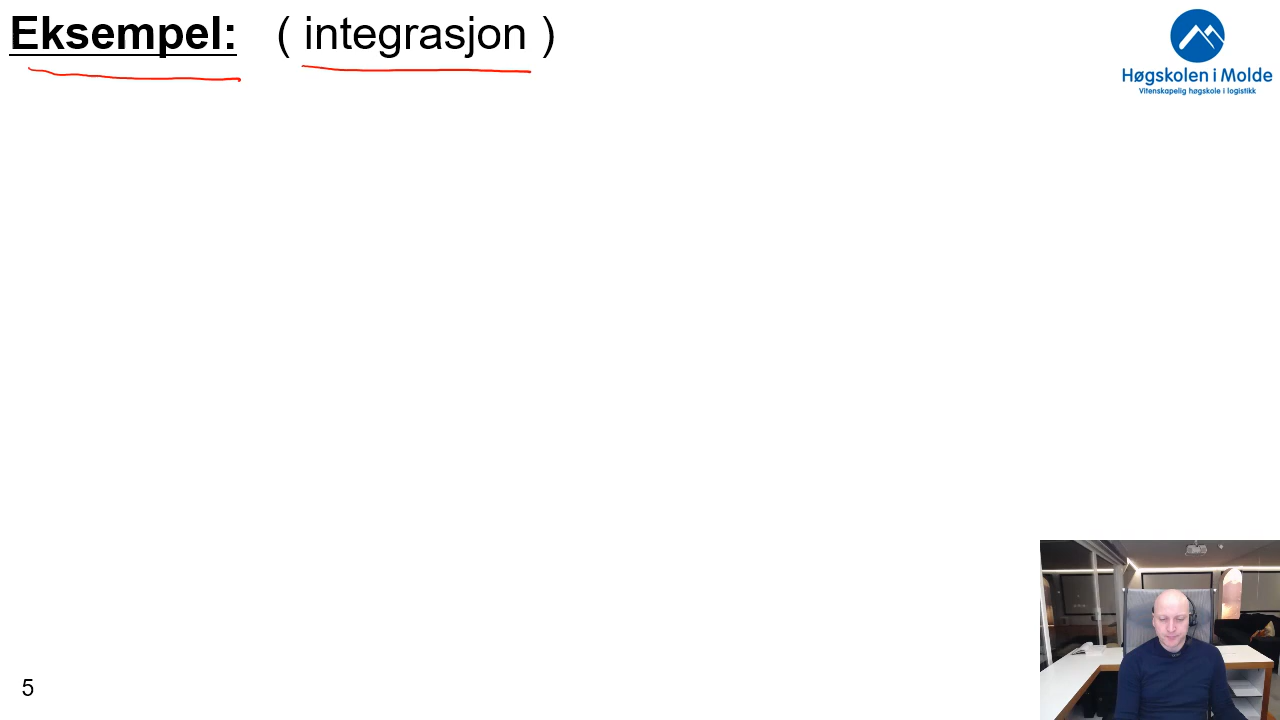 Eksempel: ( integrasjon )
Høgskolen i Molde
Vitenskapelig høgskole i logistikk
5